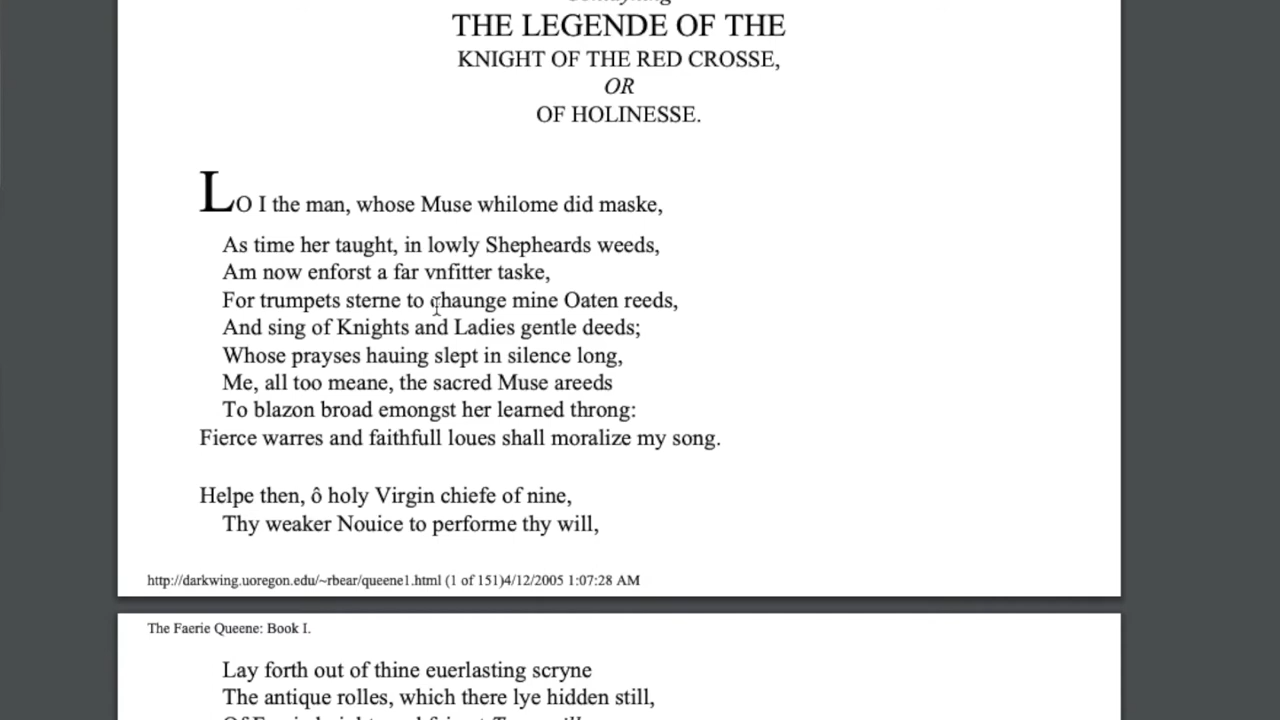 THE LEGENDE OF THE
KNIGHT OF THE RED CROSSE,
OR
OF HOLINESSE.
LO I the man, whose Muse whilome did maske,
As time her taught, in lowly Shepheards weeds,
Am now enforst a far vnfitter taske,
For trumpets sterne to chaunge mine Oaten reeds,
And sing of Knights and Ladies gentle deeds;
Whose prayses hauing slept in silence long,
Me, all too meane, the sacred Muse areeds
To blazon broad emongst her learned throng:
Fierce warres and faithfull loues shall moralize my song.
Helpe then, ô holy Virgin chiefe of nine,
Thy weaker Nouice to performe thy will,
http://darkwing.uoregon.edu/~rbear/queene1.html (1 of 151)4/12/2005 1:07:28 AM
The Faerie Queene: Book I.
Lay forth out of thine euerlasting scryne
The antique rolles, which there lye hidden still,